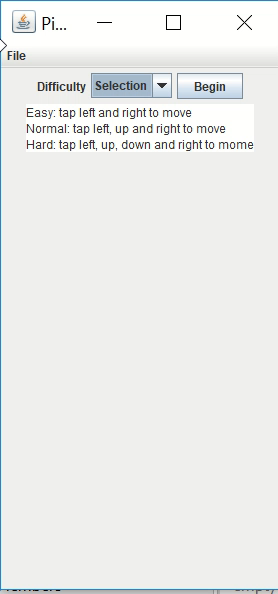 Pi...
File
Difficulty Selection Begin
Easy: tap left and right to move
Normal: tap left, up and right to move
Hard: tap left, up, down and right to mome